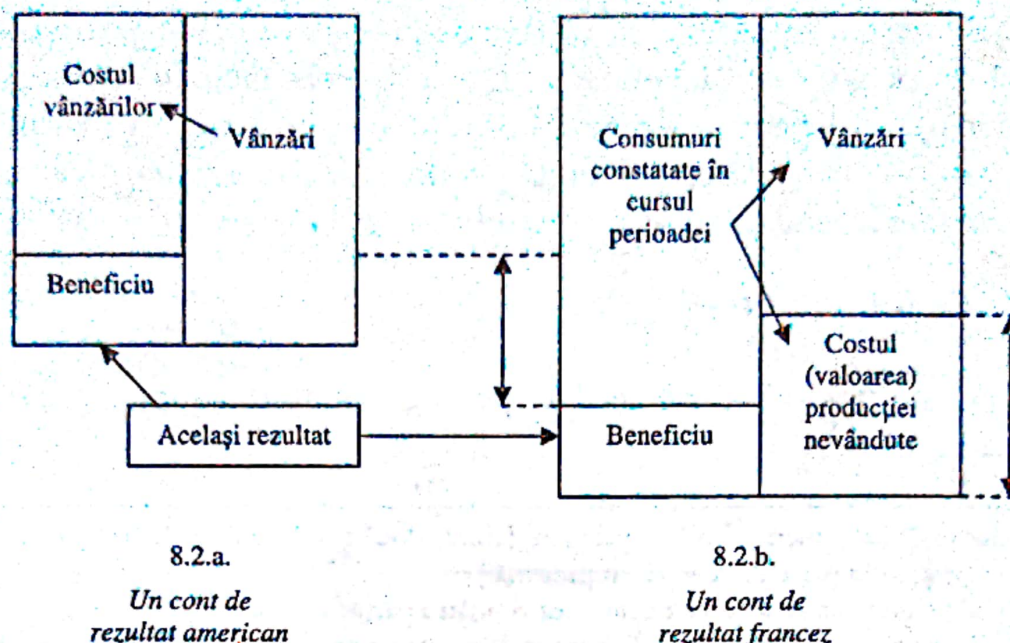 Costul
vânzărilor
Vânzări
Beneficiu
Consumuri
constatate în
cursul
perioadei
Vânzări
Costul
(valoarea)
producţiei
nevândute
Beneficiu
Acelaşi rezultat
8.2.a.
Un cont de
rezultat american
8.2.b.
Un cont de
rezultat francez